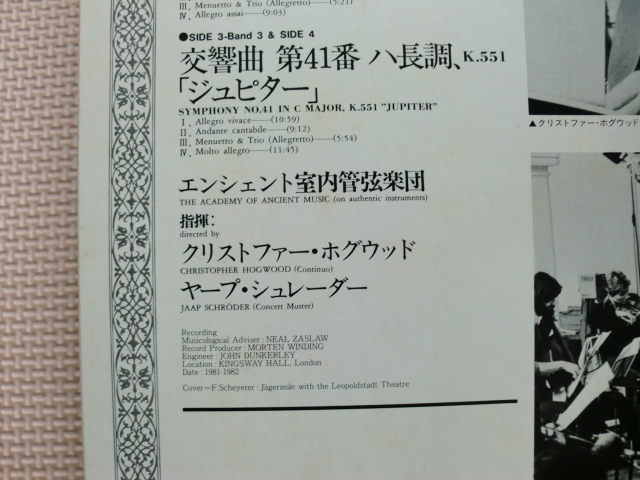 III. Menuetto & Trio (Allegretto)——(5:21)
IV. Allegro assai——(9:03)
●SIDE 3-Band 3 & SIDE 4
交響曲 第41番 ハ長調、K.551
「ジュピター」
SYMPHONY NO.41 IN C MAJOR, K.551 "JUPITER"
I. Allegro vivace——(10:59)
II. Andante cantabile——(9:12)
III. Menuetto & Trio (Allegretto)——(5:54)
IV. Molto allegro——(11:45)
エンシェント室内管弦楽団
THE ACADEMY OF ANCIENT MUSIC (on authentic instruments)
指揮:
directed by
クリストファー・ホグウッド
CHRISTOPHER HOGWOOD (Continuo)
ヤープ・シュレーダー
JAAP SCHRÖDER (Concert Muster)
Recording
Musicological Adviser : NEAL ZASLAW
Record Producer : MORTEN WINDING
Engineer : JOHN DUNKERLEY
Location : KINGSWAY HALL, London
Date : 1981-1982
Cover=F. Scheyerer : Jägerzeile with the Leopoldstadt Theatre
▲クリストファー・ホグウッド